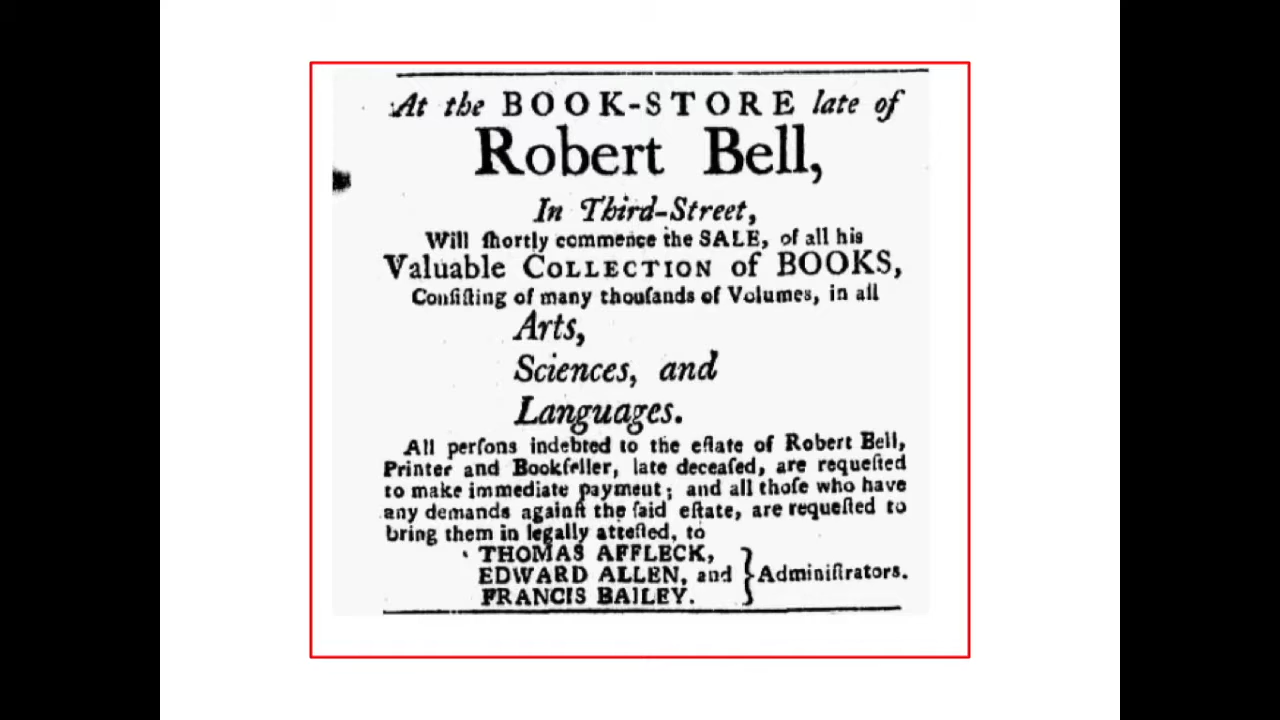 At the BOOK-STORE late of
Robert Bell,
In Third-Street,
Will ſhortly commence the SALE, of all his
Valuable COLLECTION of BOOKS,
Conſiſting of many thouſands of Volumes, in all
Arts,
Sciences, and
Languages.
All perſons indebted to the eſtate of Robert Bell,
Printer and Bookſeller, late deceaſed, are requeſted
to make immediate payment; and all thoſe who have
any demands againſt the ſaid eſtate, are requeſted to
bring them in legally atteſted, to
THOMAS AFFLECK,
EDWARD ALLEN, and } Adminiſtrators.
FRANCIS BAILEY.